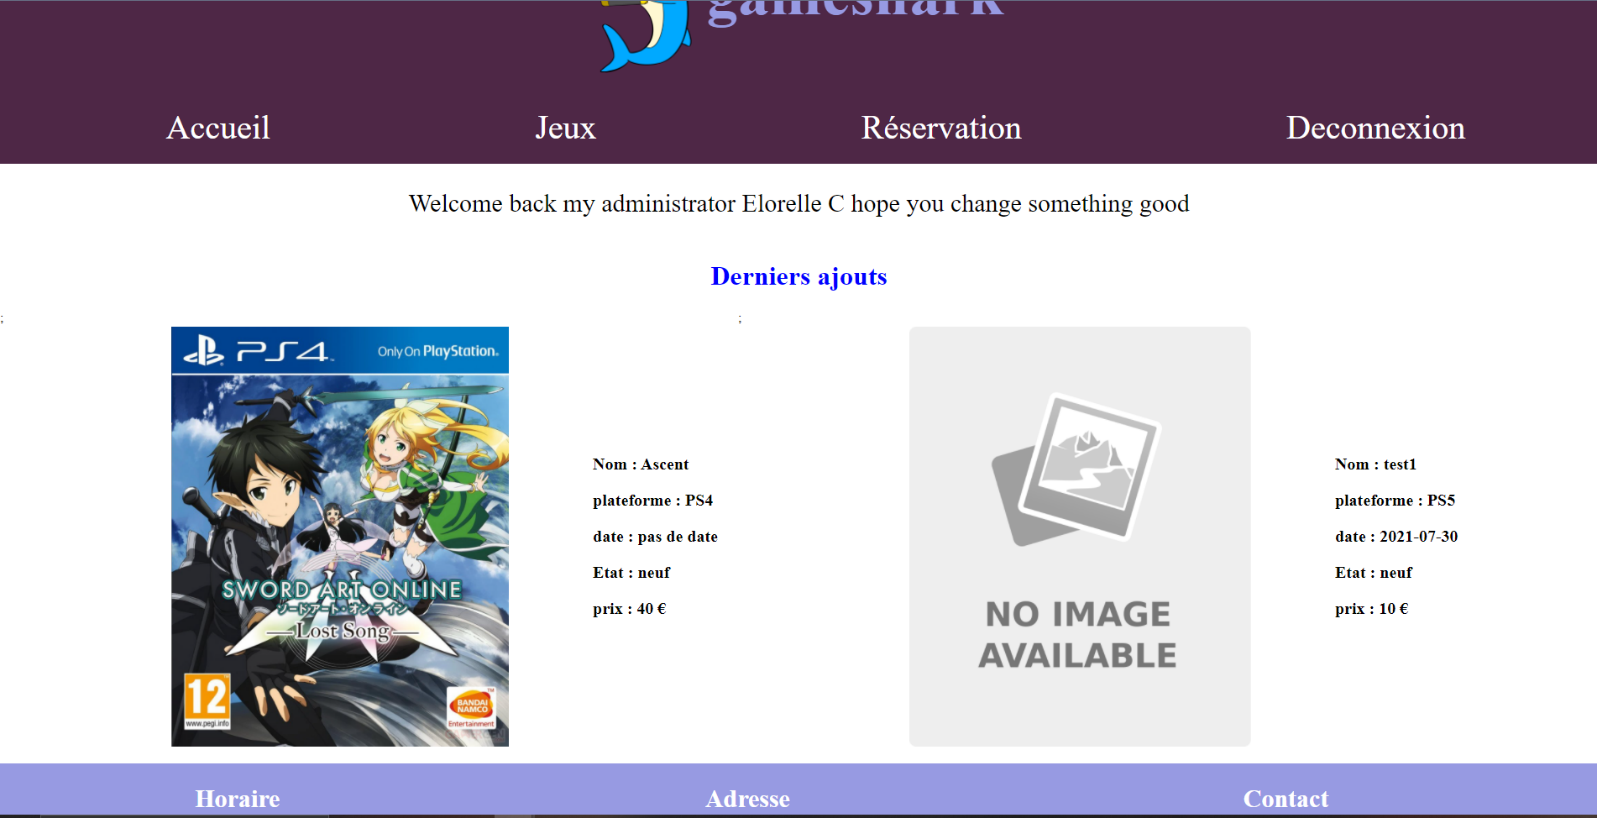 gameshark
Accueil
Jeux
Réservation
Deconnexion
Welcome back my administrator Elorelle C hope you change something good
Derniers ajouts
;
PS4
Only On PlayStation.
SWORD ART ONLINE
ソードアート・オンライン
Lost Song
12
www.pegi.info
BANDAI
NAMCO
Entertainment
Nom : Ascent
plateforme : PS4
date : pas de date
Etat : neuf
prix : 40 €
;
NO IMAGE
AVAILABLE
Nom : test1
plateforme : PS5
date : 2021-07-30
Etat : neuf
prix : 10 €
Horaire
Adresse
Contact